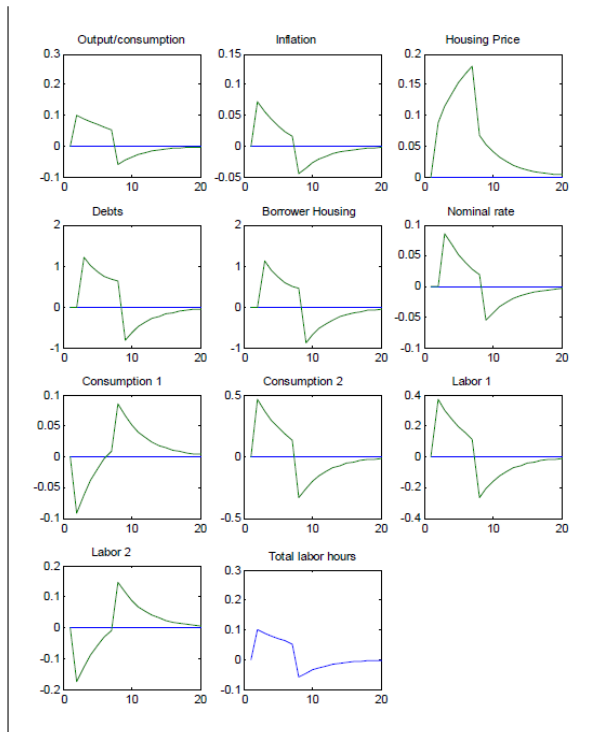 Output/consumption
0.3
0.2
0.1
0
-0.1
0 10 20
Inflation
0.15
0.1
0.05
0
-0.05
0 10 20
Housing Price
0.2
0.15
0.1
0.05
0
0 10 20
Debts
2
1
0
-1
0 10 20
Borrower Housing
2
1
0
-1
0 10 20
Nominal rate
0.1
0.05
0
-0.05
-0.1
0 10 20
Consumption 1
0.1
0.05
0
-0.05
-0.1
0 10 20
Consumption 2
0.5
0
-0.5
0 10 20
Labor 1
0.4
0.2
0
-0.2
-0.4
0 10 20
Labor 2
0.2
0.1
0
-0.1
-0.2
0 10 20
Total labor hours
0.3
0.2
0.1
0
-0.1
0 10 20